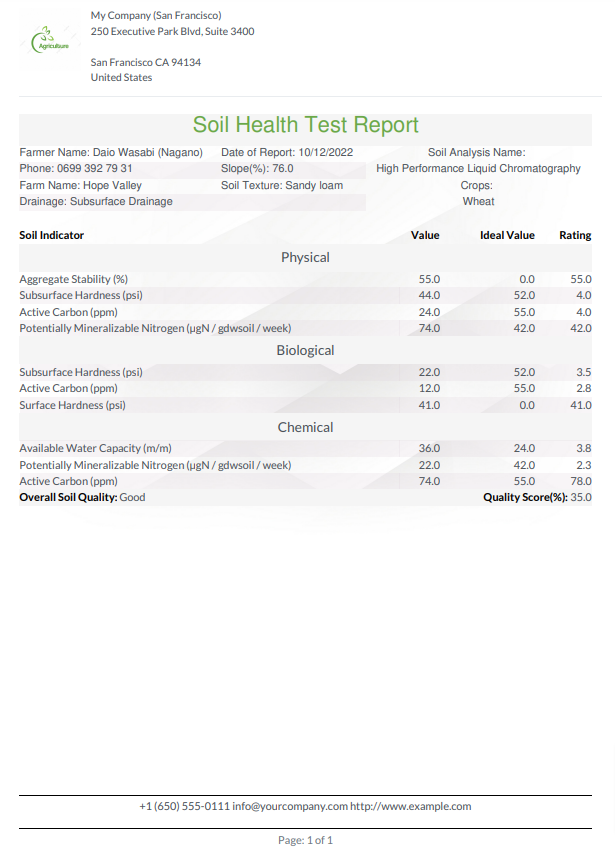 Agriculture
My Company (San Francisco)
250 Executive Park Blvd, Suite 3400
San Francisco CA 94134
United States
Soil Health Test Report
Farmer Name: Daio Wasabi (Nagano) Date of Report: 10/12/2022 Soil Analysis Name:
Phone: 0699 392 79 31 Slope(%): 76.0 High Performance Liquid Chromatography
Farm Name: Hope Valley Soil Texture: Sandy loam Crops:
Drainage: Subsurface Drainage Wheat
Soil Indicator Value Ideal Value Rating
Physical
Aggregate Stability (%) 55.0 0.0 55.0
Subsurface Hardness (psi) 44.0 52.0 4.0
Active Carbon (ppm) 24.0 55.0 4.0
Potentially Mineralizable Nitrogen (µgN / gdwsoil / week) 74.0 42.0 42.0
Biological
Subsurface Hardness (psi) 22.0 52.0 3.5
Active Carbon (ppm) 12.0 55.0 2.8
Surface Hardness (psi) 41.0 0.0 41.0
Chemical
Available Water Capacity (m/m) 36.0 24.0 3.8
Potentially Mineralizable Nitrogen (µgN / gdwsoil / week) 22.0 42.0 2.3
Active Carbon (ppm) 74.0 55.0 78.0
Overall Soil Quality: Good Quality Score(%): 35.0
+1 (650) 555-0111 info@yourcompany.com http://www.example.com
Page: 1 of 1